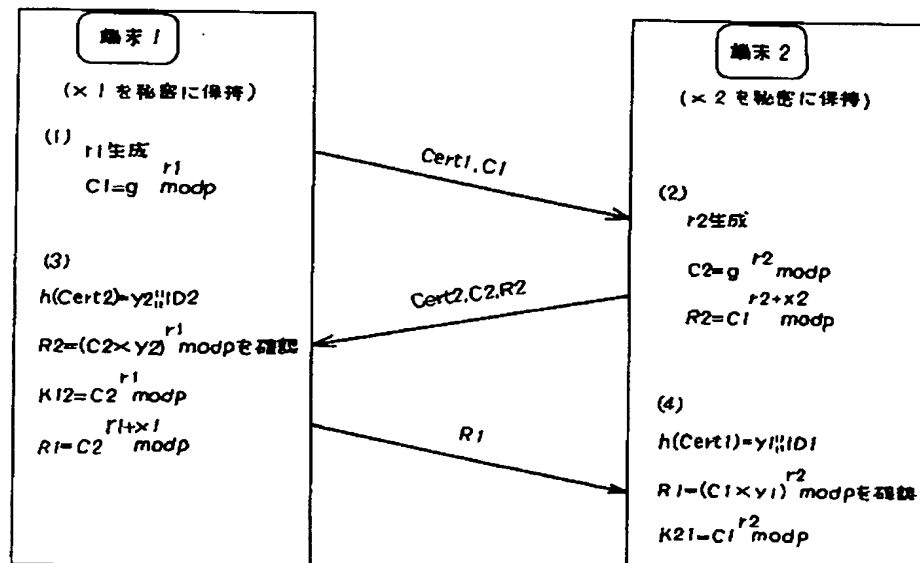 端末1
(x1を秘密に保持)
(1)
r1生成
C1=g^r1 modp
Cert1,C1
端末2
(x2を秘密に保持)
(2)
r2生成
C2=g^r2 modp
R2=C1^r2+x2 modp
Cert2,C2,R2
(3)
h(Cert2)=y2||ID2
R2=(C2×y2)^r1 modpを確認
K12=C2^r1 modp
R1=C2^r1+x1 modp
R1
(4)
h(Cert1)=y1||ID1
R1=(C1×y1)^r2 modpを確認
K21=C1^r2 modp